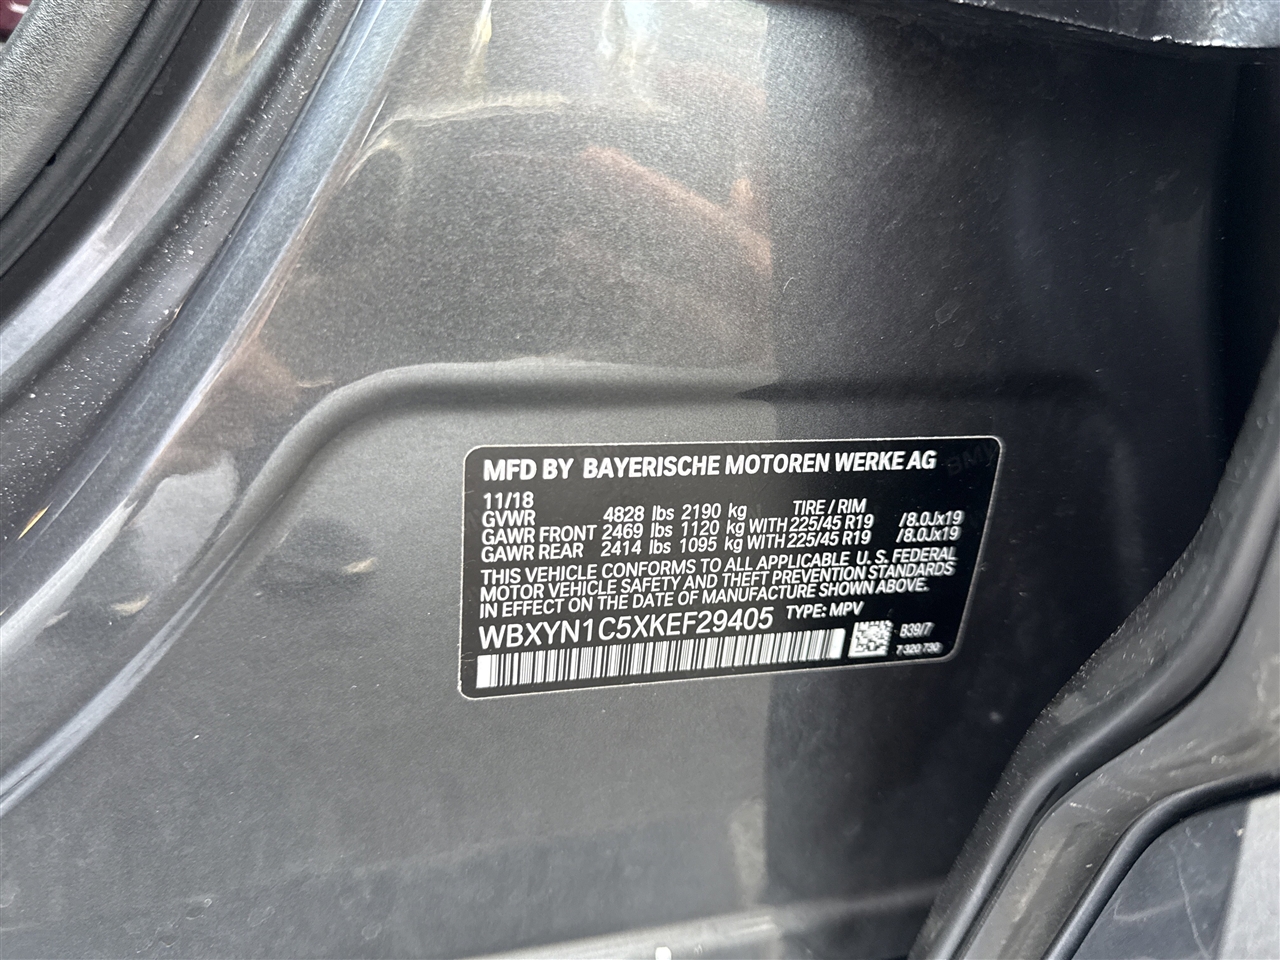 MFD BY BAYERISCHE MOTOREN WERKE AG
11/18
GVWR 4828 lbs 2190 kg TIRE / RIM
GAWR FRONT 2469 lbs 1120 kg WITH 225/45 R19 /8.0Jx19
GAWR REAR 2414 lbs 1095 kg WITH 225/45 R19 /8.0Jx19
THIS VEHICLE CONFORMS TO ALL APPLICABLE U. S. FEDERAL
MOTOR VEHICLE SAFETY AND THEFT PREVENTION STANDARDS
IN EFFECT ON THE DATE OF MANUFACTURE SHOWN ABOVE.
WBXYN1C5XKEF29405 TYPE: MPV
B39/7
7 320 730